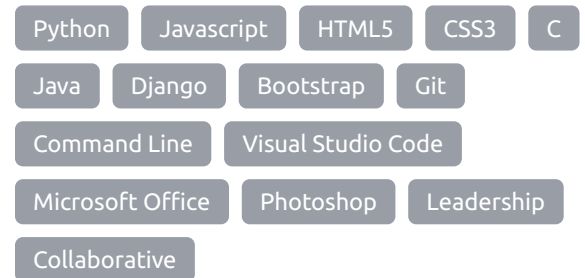 Python Javascript HTML5 CSS3 C
Java Django Bootstrap Git
Command Line Visual Studio Code
Microsoft Office Photoshop Leadership
Collaborative